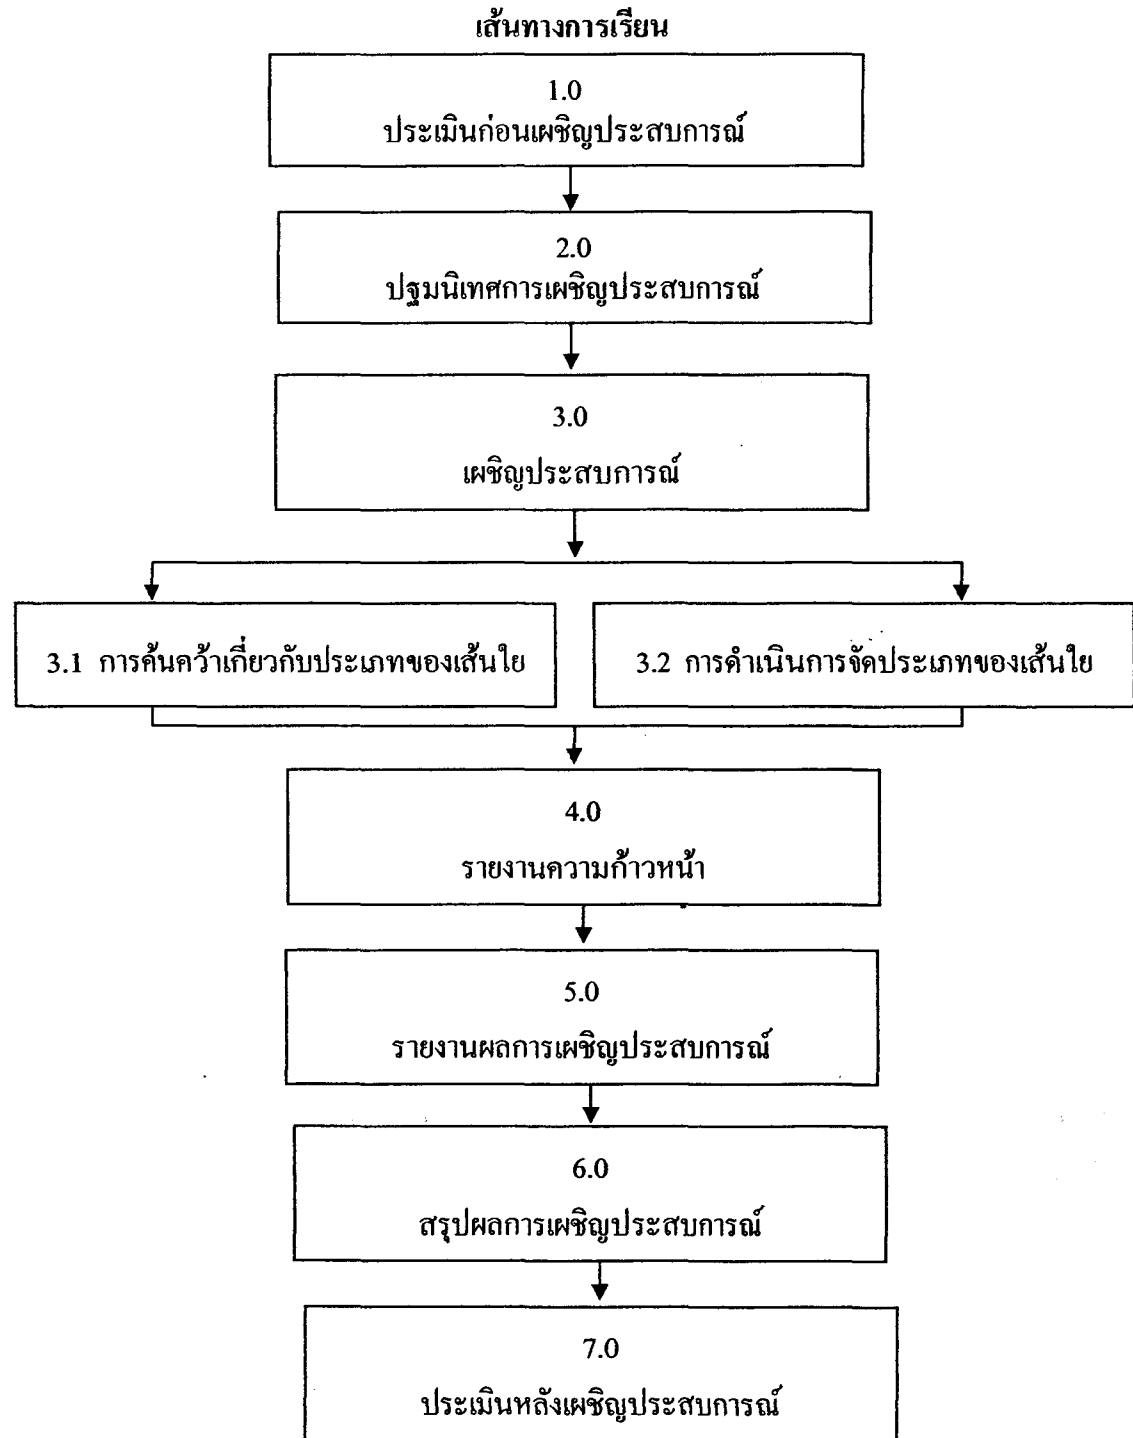 เส้นทางการเรียน
1.0
ประเมินก่อนเผชิญประสบการณ์
2.0
ปฐมนิเทศการเผชิญประสบการณ์
3.0
เผชิญประสบการณ์
3.1 การค้นคว้าเกี่ยวกับประเภทของเส้นใย
3.2 การดำเนินการจัดประเภทของเส้นใย
4.0
รายงานความก้าวหน้า
5.0
รายงานผลการเผชิญประสบการณ์
6.0
สรุปผลการเผชิญประสบการณ์
7.0
ประเมินหลังเผชิญประสบการณ์